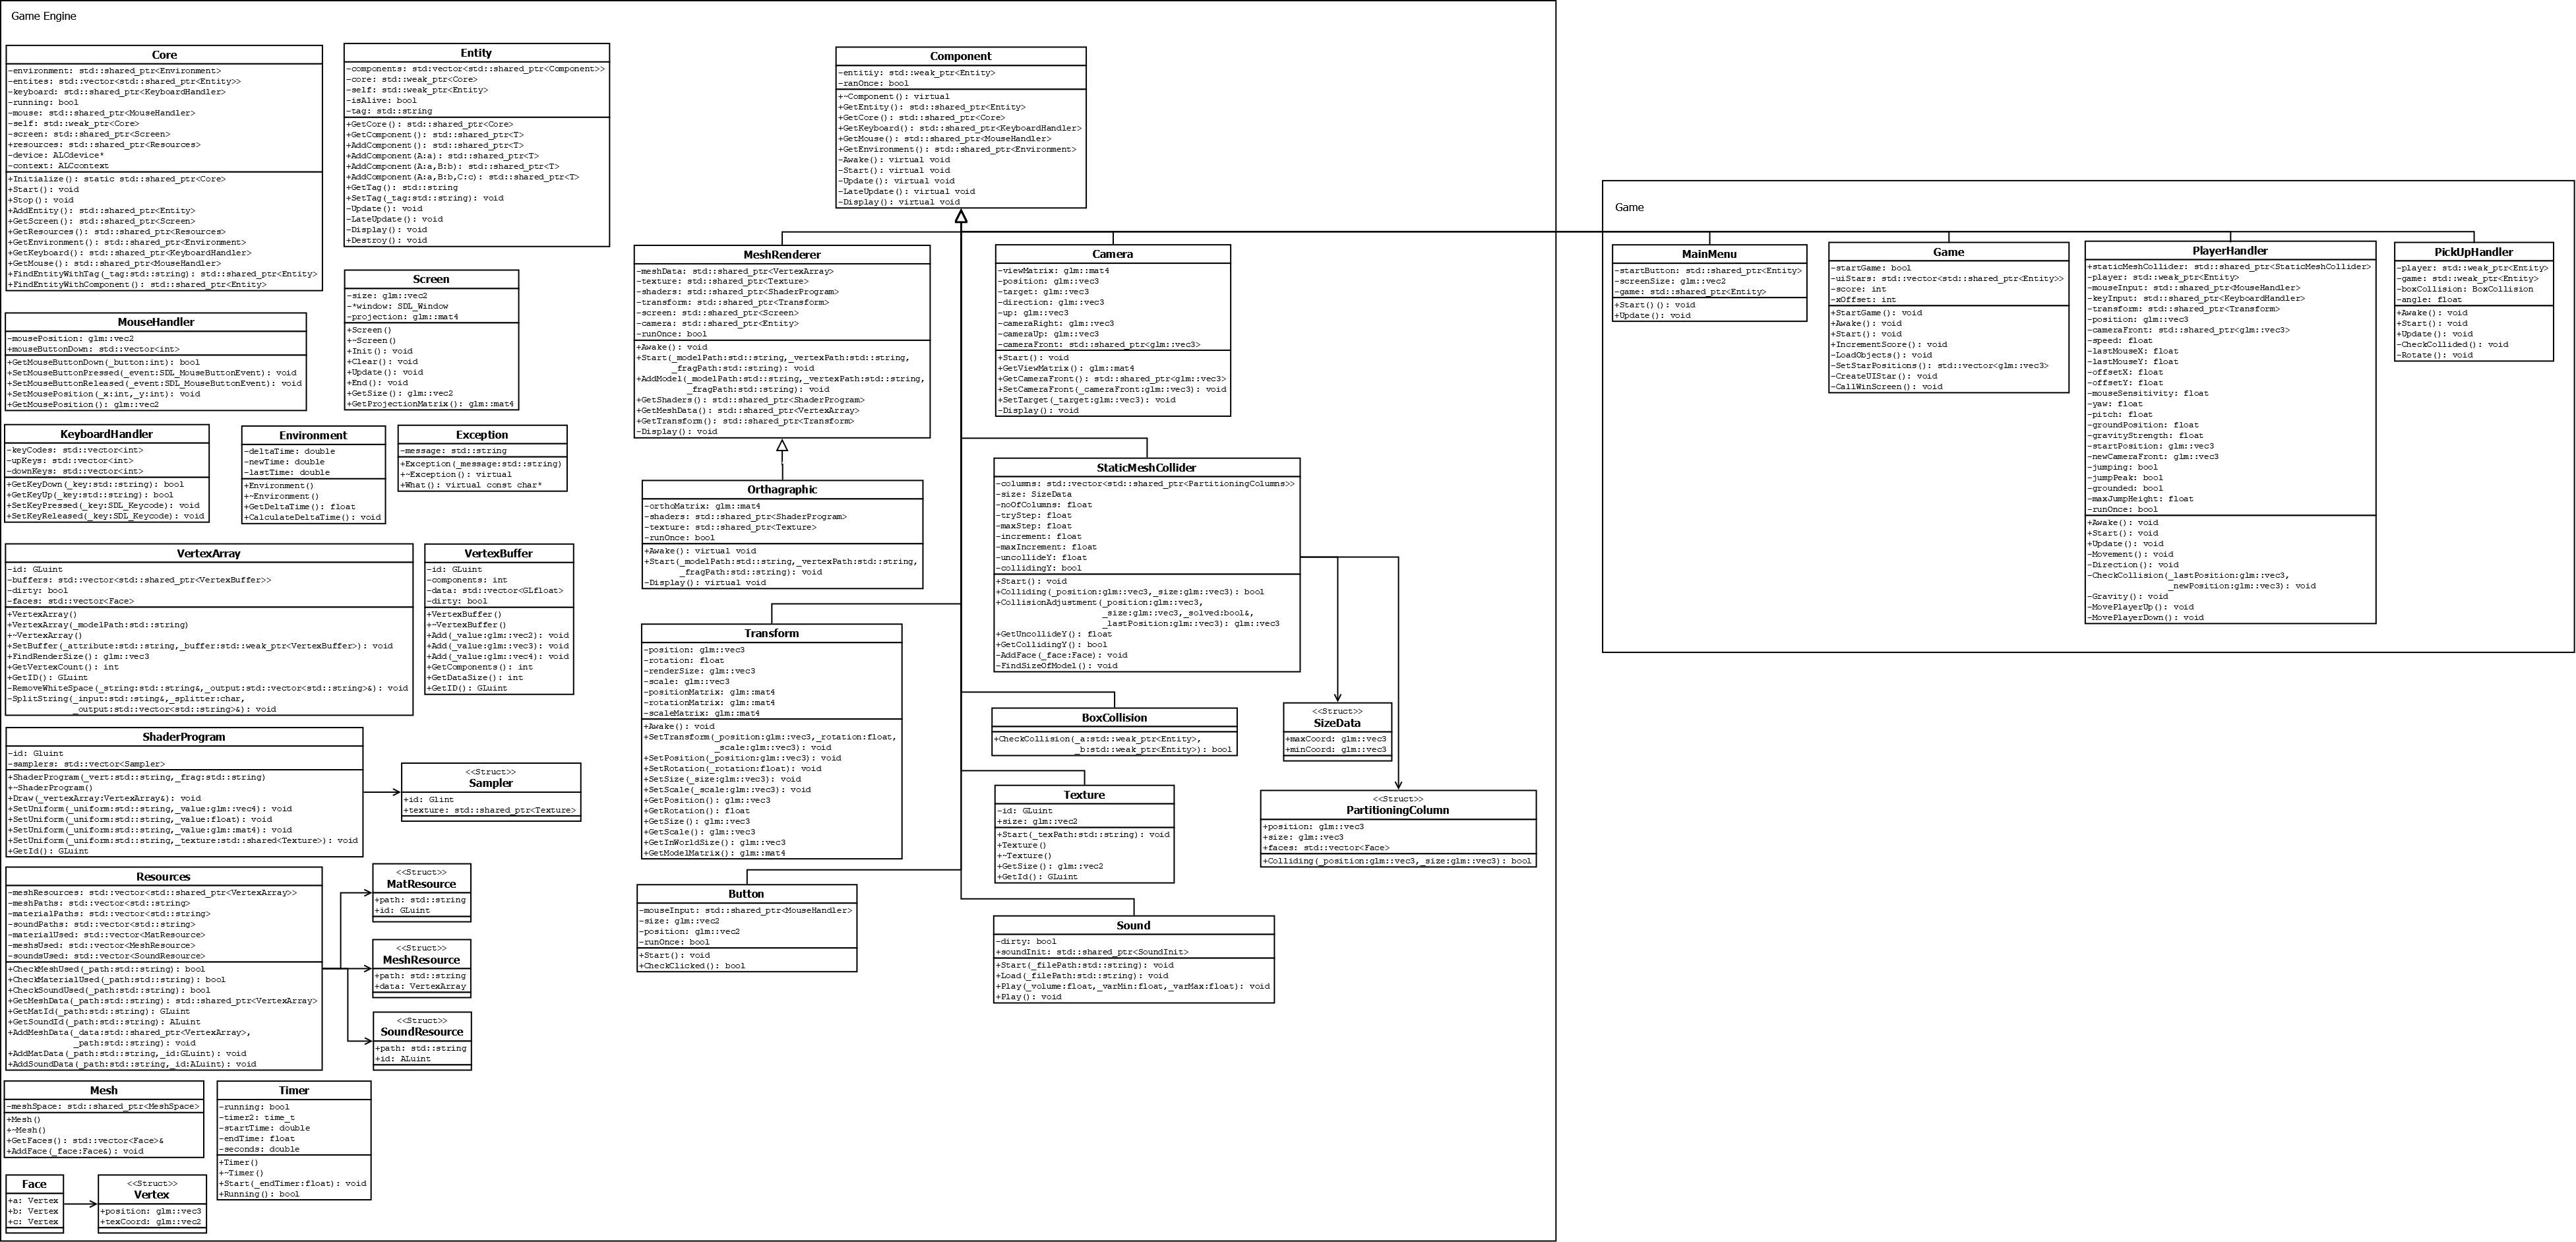 Game Engine
Core
-environment: std::shared_ptr<Environment>
-entites: std::vector<std::shared_ptr<Entity>>
-keyboard: std::shared_ptr<KeyboardHandler>
-running: bool
-mouse: std::shared_ptr<MouseHandler>
-self: std::weak_ptr<Core>
-screen: std::shared_ptr<Screen>
+resources: std::shared_ptr<Resources>
-device: ALCdevice*
-context: ALCcontext
+Initialize(): static std::shared_ptr<Core>
+Start(): void
+Stop(): void
+AddEntity(): std::shared_ptr<Entity>
+GetScreen(): std::shared_ptr<Screen>
+GetResources(): std::shared_ptr<Resources>
+GetEnvironment(): std::shared_ptr<Environment>
+GetKeyboard(): std::shared_ptr<KeyboardHandler>
+GetMouse(): std::shared_ptr<MouseHandler>
+FindEntityWithTag(_tag:std::string): std::shared_ptr<Entity>
+FindEntityWithComponent(): std::shared_ptr<Entity>
Entity
-components: std:vector<std::shared_ptr<Component>>
-core: std::weak_ptr<Core>
-self: std::weak_ptr<Entity>
-isAlive: bool
-tag: std::string
+GetCore(): std::shared_ptr<Core>
+GetComponent(): std::shared_ptr<T>
+AddComponent(): std::shared_ptr<T>
+AddComponent(A:a): std::shared_ptr<T>
+AddComponent(A:a,B:b): std::shared_ptr<T>
+AddComponent(A:a,B:b,C:c): std::shared_ptr<T>
+GetTag(): std::string
+SetTag(_tag:std::string): void
-Update(): void
-LateUpdate(): void
-Display(): void
+Destroy(): void
Component
-entitiy: std::weak_ptr<Entity>
-ranOnce: bool
+~Component(): virtual
+GetEntity(): std::shared_ptr<Entity>
+GetCore(): std::shared_ptr<Core>
+GetKeyboard(): std::shared_ptr<KeyboardHandler>
+GetMouse(): std::shared_ptr<MouseHandler>
+GetEnvironment(): std::shared_ptr<Environment>
-Awake(): virtual void
-Start(): virtual void
-Update(): virtual void
-LateUpdate(): virtual void
-Display(): virtual void
MouseHandler
-mousePosition: glm::vec2
+mouseButtonDown: std::vector<int>
+GetMouseButtonDown(_button:int): bool
+SetMouseButtonPressed(_event:SDL_MouseButtonEvent): void
+SetMouseButtonReleased(_event:SDL_MouseButtonEvent): void
+SetMousePosition(_x:int,_y:int): void
+GetMousePosition(): glm::vec2
Screen
-size: glm::vec2
-*window: SDL_Window
-projection: glm::mat4
+Screen()
+~Screen()
+Init(): void
+Clear(): void
+Update(): void
+End(): void
+GetSize(): glm::vec2
+GetProjectionMatrix(): glm::mat4
KeyboardHandler
-keyCodes: std::vector<int>
-upKeys: std::vector<int>
-downKeys: std::vector<int>
+GetKeyDown(_key:std::string): bool
+GetKeyUp(_key:std::string): bool
+SetKeyPressed(_key:SDL_Keycode): void
+SetKeyReleased(_key:SDL_Keycode): void
Environment
-deltaTime: double
-newTime: double
-lastTime: double
+Environment()
+~Environment()
+GetDeltaTime(): float
+CalculateDeltaTime(): void
Exception
-message: std::string
+Exception(_message:std::string)
+~Exception(): virtual
+What(): virtual const char*
VertexArray
-id: GLuint
-buffers: std::vector<std::shared_ptr<VertexBuffer>>
-dirty: bool
-faces: std::vector<Face>
+VertexArray()
+VertexArray(_modelPath:std::string)
+~VertexArray()
+SetBuffer(_attribute:std::string,_buffer:std::weak_ptr<VertexBuffer>): void
+FindRenderSize(): glm::vec3
+GetVertexCount(): int
+GetID(): GLuint
-RemoveWhiteSpace(_string:std::string&,_output:std::vector<std::string>&): void
-SplitString(_input:std::sting&,_splitter:char,
_output:std::vector<std::string>&): void
VertexBuffer
-id: GLuint
-components: int
-data: std::vector<GLfloat>
-dirty: bool
+VertexBuffer()
+~VertexBuffer()
+Add(_value:glm::vec2): void
+Add(_value:glm::vec3): void
+Add(_value:glm::vec4): void
+GetComponents(): int
+GetDataSize(): int
+GetID(): GLuint
ShaderProgram
-id: Gluint
-samplers: std::vector<Sampler>
+ShaderProgram(_vert:std::string,_frag:std::string)
+~ShaderProgram()
+Draw(_vertexArray:VertexArray&): void
+SetUniform(_uniform:std::string,_value:glm::vec4): void
+SetUniform(_uniform:std::string,_value:float): void
+SetUniform(_uniform:std::string,_value:glm::mat4): void
+SetUniform(_uniform:std::string,_texture:std::shared<Texture>): void
+GetId(): GLuint
<<Struct>>
Sampler
+id: Glint
+texture: std::shared_ptr<Texture>
Resources
-meshResources: std::vector<std::shared_ptr<VertexArray>>
-meshPaths: std::vector<std::string>
-materialPaths: std::vector<std::string>
-soundPaths: std::vector<std::string>
-materialUsed: std::vector<MatResource>
-meshsUsed: std::vector<MeshResource>
-soundsUsed: std::vector<SoundResource>
+CheckMeshUsed(_path:std::string): bool
+CheckMaterialUsed(_path:std::string): bool
+CheckSoundUsed(_path:std::string): bool
+GetMeshData(_path:std::string): std::shared_ptr<VertexArray>
+GetMatId(_path:std::string): GLuint
+GetSoundId(_path:std::string): ALuint
+AddMeshData(_data:std::shared_ptr<VertexArray>,
_path:std::string): void
+AddMatData(_path:std::string,_id:GLuint): void
+AddSoundData(_path:std::string,_id:ALuint): void
<<Struct>>
MatResource
+path: std::string
+id: GLuint
<<Struct>>
MeshResource
+path: std::string
+data: VertexArray
<<Struct>>
SoundResource
+path: std::string
+id: ALuint
Mesh
-meshSpace: std::shared_ptr<MeshSpace>
+Mesh()
+~Mesh()
+GetFaces(): std::vector<Face>&
+AddFace(_face:Face&): void
Timer
-running: bool
-timer2: time_t
-startTime: double
-endTime: float
-seconds: double
+Timer()
+~Timer()
+Start(_endTimer:float): void
+Running(): bool
Face
+a: Vertex
+b: Vertex
+c: Vertex
<<Struct>>
Vertex
+position: glm::vec3
+texCoord: glm::vec2
MeshRenderer
-meshData: std::shared_ptr<VertexArray>
-texture: std::shared_ptr<Texture>
-shaders: std::shared_ptr<ShaderProgram>
-transform: std::shared_ptr<Transform>
-screen: std::shared_ptr<Screen>
-camera: std::shared_ptr<Entity>
-runOnce: bool
+Awake(): void
+Start(_modelPath:std::string,_vertexPath:std::string,
_fragPath:std::string): void
+AddModel(_modelPath:std::string,_vertexPath:std::string,
_fragPath:std::string): void
+GetShaders(): std::shared_ptr<ShaderProgram>
+GetMeshData(): std::shared_ptr<VertexArray>
+GetTransform(): std::shared_ptr<Transform>
-Display(): void
Orthagraphic
-orthoMatrix: glm::mat4
-shaders: std::shared_ptr<ShaderProgram>
-texture: std::shared_ptr<Texture>
-runOnce: bool
+Awake(): virtual void
+Start(_modelPath:std::string,_vertexPath:std::string,
_fragPath:std::string): void
-Display(): virtual void
Transform
-position: glm::vec3
-rotation: float
-renderSize: glm::vec3
-scale: glm::vec3
-positionMatrix: glm::mat4
-rotationMatrix: glm::mat4
-scaleMatrix: glm::mat4
+Awake(): void
+SetTransform(_position:glm::vec3,_rotation:float,
_scale:glm::vec3): void
+SetPosition(_position:glm::vec3): void
+SetRotation(_rotation:float): void
+SetSize(_size:glm::vec3): void
+SetScale(_scale:glm::vec3): void
+GetPosition(): glm::vec3
+GetRotation(): float
+GetSize(): glm::vec3
+GetScale(): glm::vec3
+GetInWorldSize(): glm::vec3
+GetModelMatrix(): glm::mat4
Button
-mouseInput: std::shared_ptr<MouseHandler>
-size: glm::vec2
-position: glm::vec2
-runOnce: bool
+Start(): void
+CheckClicked(): bool
Camera
-viewMatrix: glm::mat4
-position: glm::vec3
-target: glm::vec3
-direction: glm::vec3
-up: glm::vec3
-cameraRight: glm::vec3
-cameraUp: glm::vec3
-cameraFront: std::shared_ptr<glm::vec3>
+Start(): void
+GetViewMatrix(): glm::mat4
+GetCameraFront(): std::shared_ptr<glm::vec3>
+SetCameraFront(_cameraFront:glm::vec3): void
+SetTarget(_target:glm::vec3): void
-Display(): void
StaticMeshCollider
-columns: std::vector<std::shared_ptr<PartitioningColumns>>
-size: SizeData
-noOfColumns: float
-tryStep: float
-maxStep: float
-increment: float
-maxIncrement: float
-uncollideY: float
-collidingY: bool
+Start(): void
+Colliding(_position:glm::vec3,_size:glm::vec3): bool
+CollisionAdjustment(_position:glm::vec3,
_size:glm::vec3,_solved:bool&,
_lastPosition:glm::vec3): glm::vec3
+GetUncollideY(): float
+GetCollidingY(): bool
-AddFace(_face:Face): void
-FindSizeOfModel(): void
BoxCollision
+CheckCollision(_a:std::weak_ptr<Entity>,
_b:std::weak_ptr<Entity>): bool
<<Struct>>
SizeData
+maxCoord: glm::vec3
+minCoord: glm::vec3
Texture
-id: GLuint
+size: glm::vec2
+Start(_texPath:std::string): void
+Texture()
+~Texture()
+GetSize(): glm::vec2
+GetId(): GLuint
<<Struct>>
PartitioningColumn
+position: glm::vec3
+size: glm::vec3
+faces: std::vector<Face>
+Colliding(_position:glm::vec3,_size:glm::vec3): bool
Sound
-dirty: bool
+soundInit: std::shared_ptr<SoundInit>
+Start(_filePath:std::string): void
+Load(_filePath:std::string): void
+Play(_volume:float,_varMin:float,_varMax:float): void
+Play(): void
Game
MainMenu
-startButton: std::shared_ptr<Entity>
-screenSize: glm::vec2
-game: std::shared_ptr<Entity>
+Start()(): void
+Update(): void
Game
-startGame: bool
-uiStars: std::vector<std::shared_ptr<Entity>>
-score: int
-xOffset: int
+StartGame(): void
+Awake(): void
+Start(): void
+IncrementScore(): void
-LoadObjects(): void
-SetStarPositions(): std::vector<glm::vec3>
-CreateUIStar(): void
-CallWinScreen(): void
PlayerHandler
+staticMeshCollider: std::shared_ptr<StaticMeshCollider>
-player: std::weak_ptr<Entity>
-mouseInput: std::shared_ptr<MouseHandler>
-keyInput: std::shared_ptr<KeyboardHandler>
-transform: std::shared_ptr<Transform>
-position: glm::vec3
-cameraFront: std::shared_ptr<glm::vec3>
-speed: float
-lastMouseX: float
-lastMouseY: float
-offsetX: float
-offsetY: float
-mouseSensitivity: float
-yaw: float
-pitch: float
-groundPosition: float
-gravityStrength: float
-startPosition: glm::vec3
-newCameraFront: glm::vec3
-jumping: bool
-jumpPeak: bool
-grounded: bool
-maxJumpHeight: float
-runOnce: bool
+Awake(): void
+Start(): void
+Update(): void
-Movement(): void
-Direction(): void
-CheckCollision(_lastPosition:glm::vec3,
_newPosition:glm::vec3): void
-Gravity(): void
-MovePlayerUp(): void
-MovePlayerDown(): void
PickUpHandler
-player: std::weak_ptr<Entity>
-game: std::weak_ptr<Entity>
-boxCollision: BoxCollision
-angle: float
+Awake(): void
+Start(): void
+Update(): void
-CheckCollided(): void
-Rotate(): void